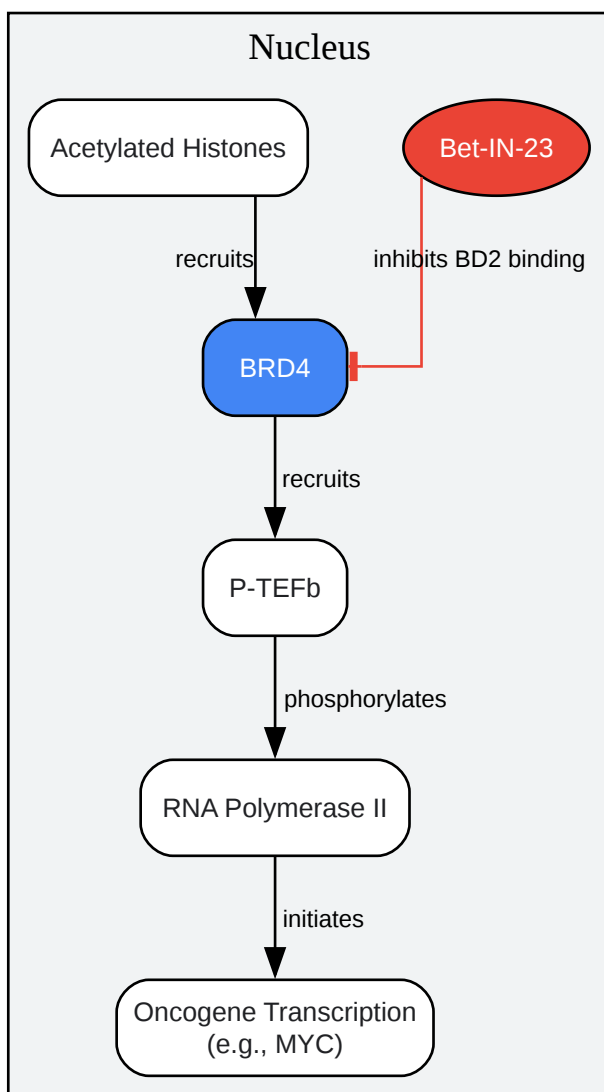 Nucleus
Acetylated Histones
Bet-IN-23
recruits
inhibits BD2 binding
BRD4
recruits
P-TEFb
phosphorylates
RNA Polymerase II
initiates
Oncogene Transcription
(e.g., MYC)